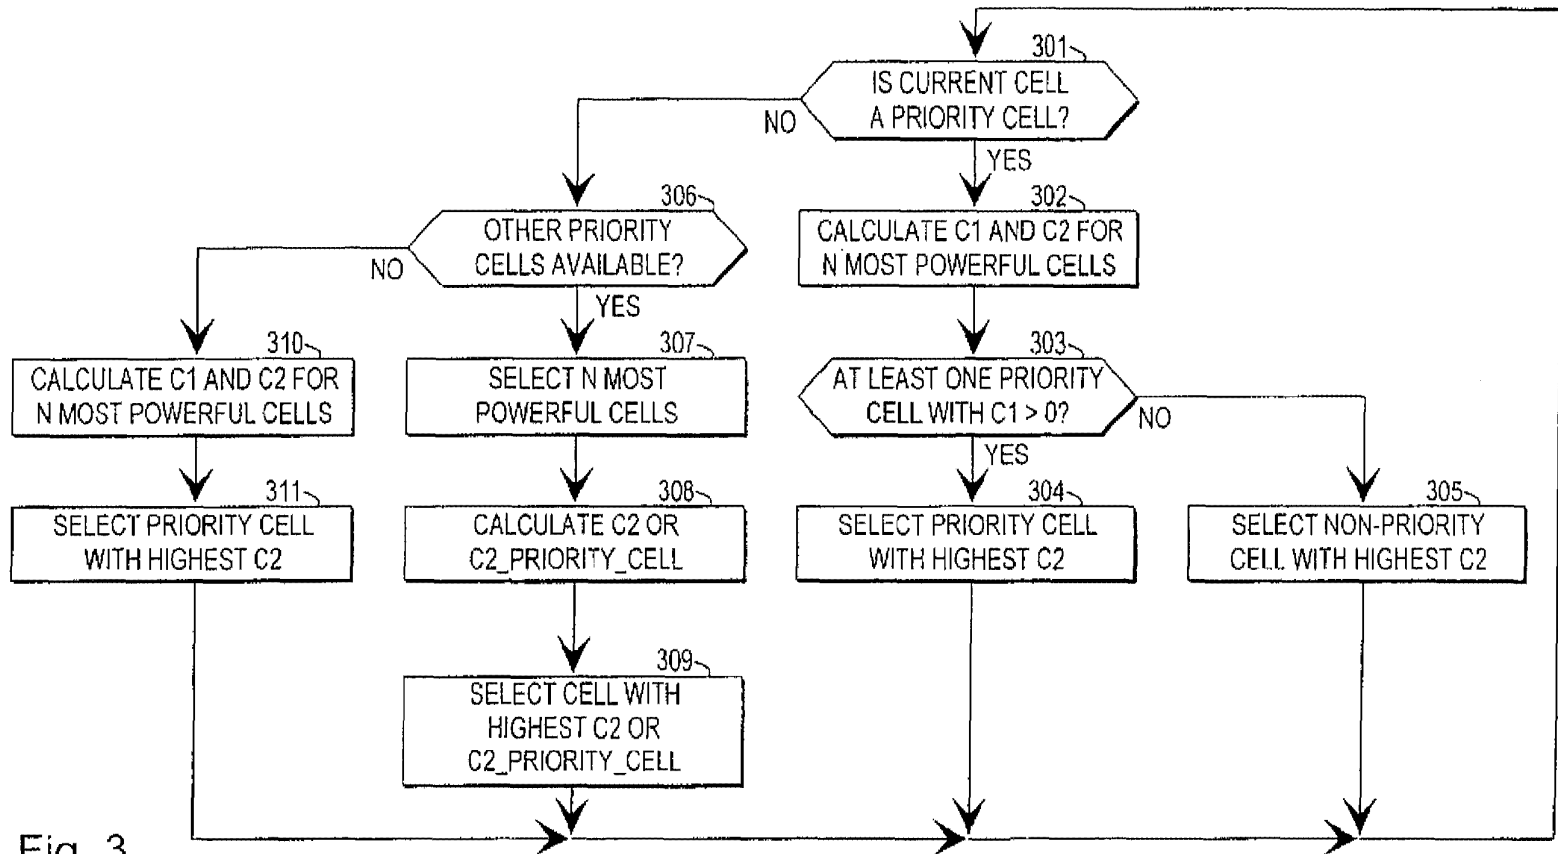 301
IS CURRENT CELL
A PRIORITY CELL?
NO
YES
306
OTHER PRIORITY
CELLS AVAILABLE?
NO
YES
302
CALCULATE C1 AND C2 FOR
N MOST POWERFUL CELLS
310
CALCULATE C1 AND C2 FOR
N MOST POWERFUL CELLS
307
SELECT N MOST
POWERFUL CELLS
303
AT LEAST ONE PRIORITY
CELL WITH C1 > 0?
NO
YES
311
SELECT PRIORITY CELL
WITH HIGHEST C2
308
CALCULATE C2 OR
C2_PRIORITY_CELL
304
SELECT PRIORITY CELL
WITH HIGHEST C2
305
SELECT NON-PRIORITY
CELL WITH HIGHEST C2
309
SELECT CELL WITH
HIGHEST C2 OR
C2_PRIORITY_CELL
Fig. 3